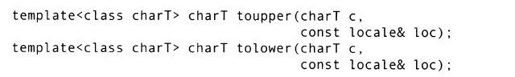 template<class charT> charT toupper(charT c,
                                    const locale& loc);
template<class charT> charT tolower(charT c,
                                    const locale& loc);